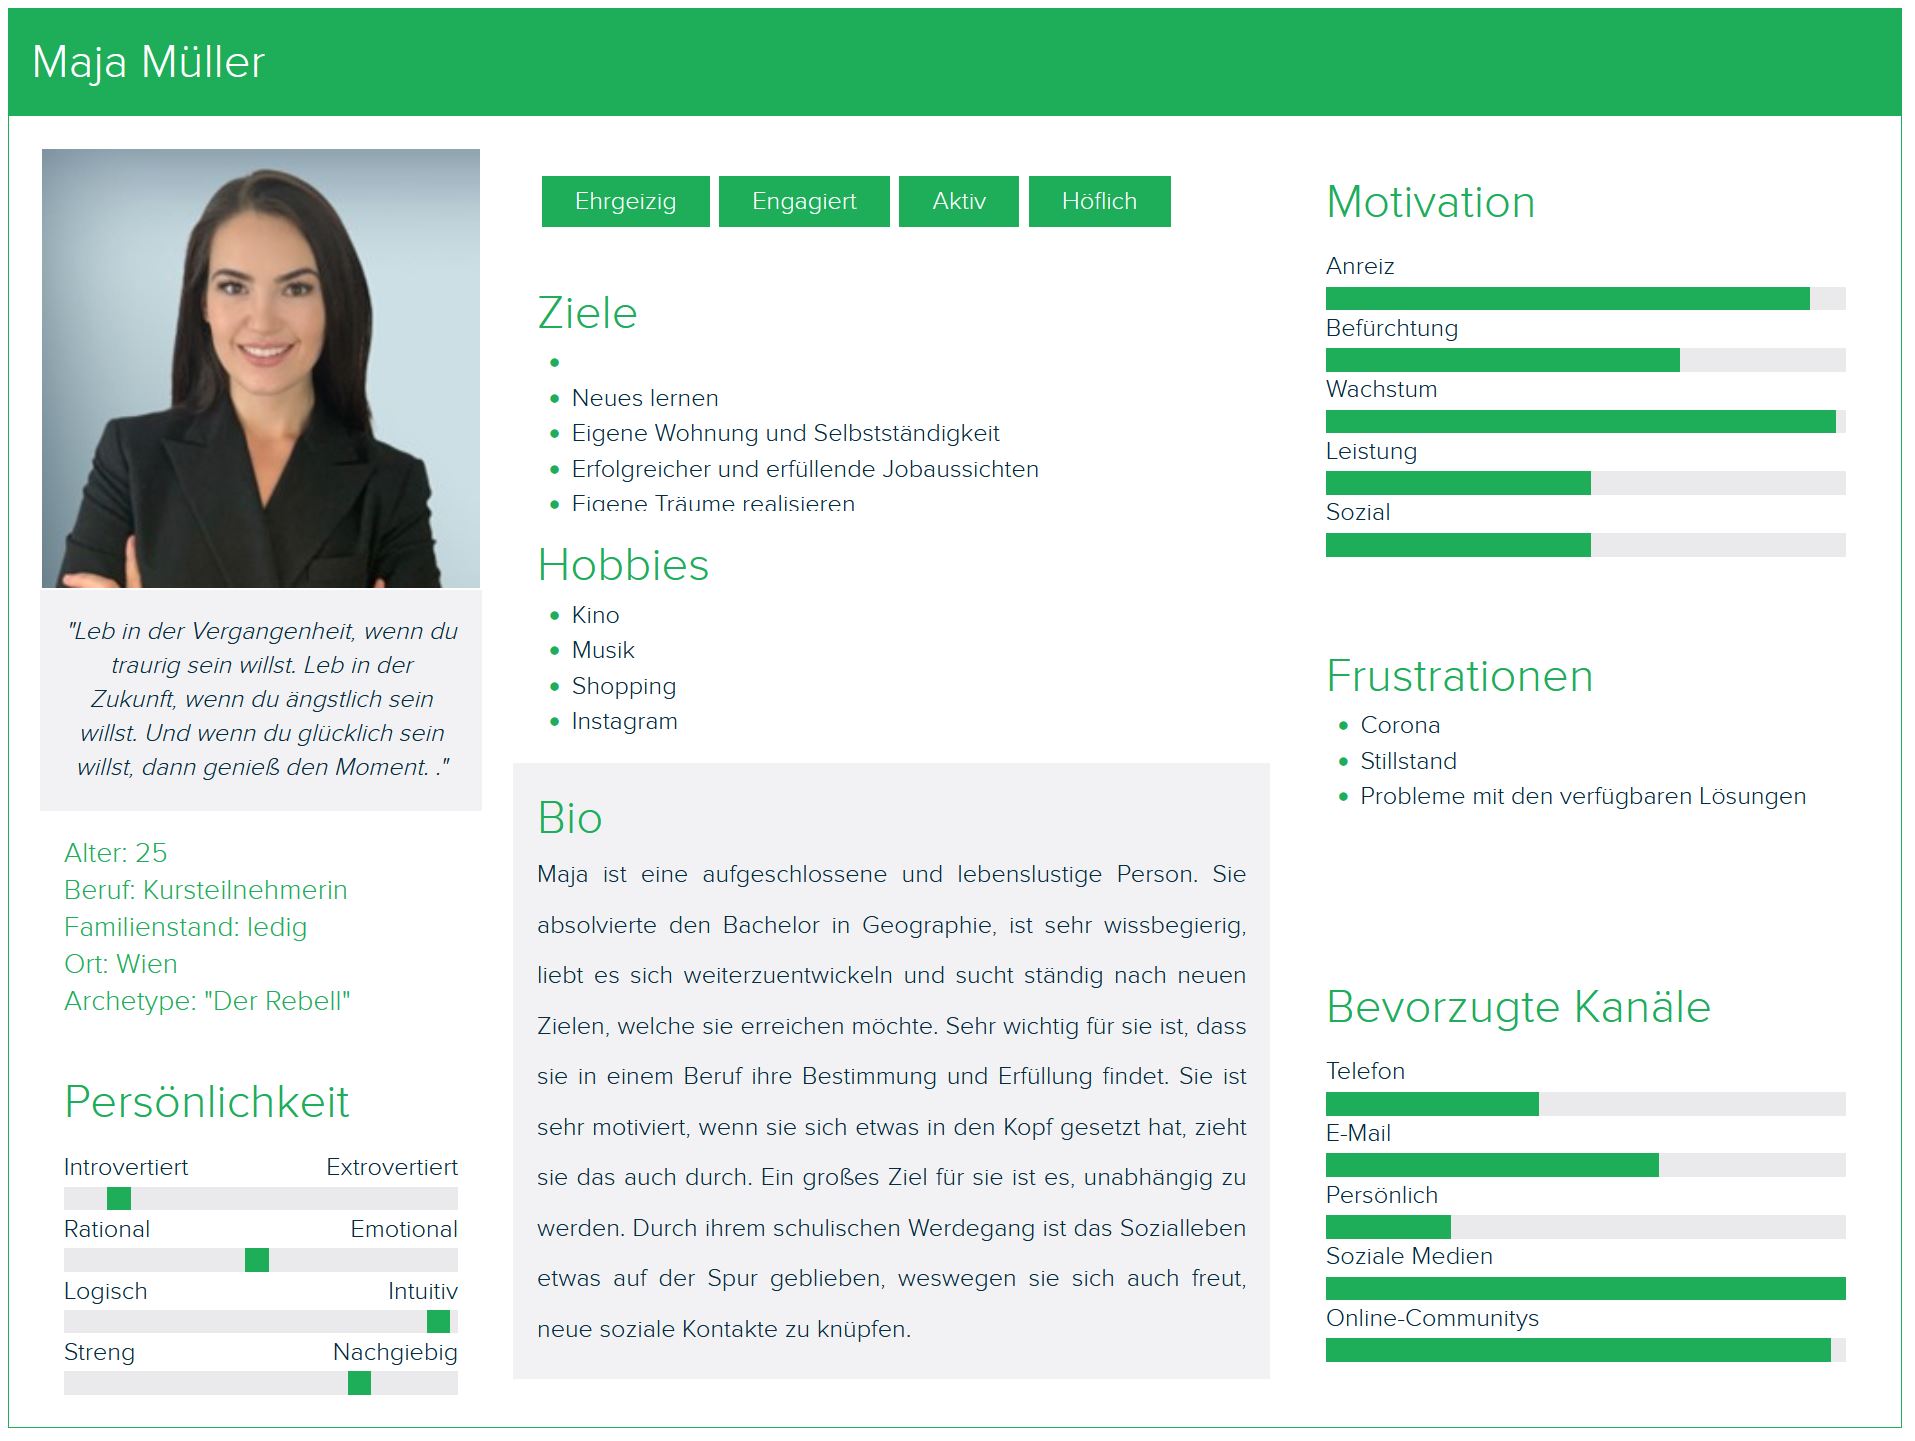 Maja Müller
"Leb in der Vergangenheit, wenn du
traurig sein willst. Leb in der
Zukunft, wenn du ängstlich sein
willst. Und wenn du glücklich sein
willst, dann genieß den Moment. ."
Alter: 25
Beruf: Kursteilnehmerin
Familienstand: ledig
Ort: Wien
Archetype: "Der Rebell"
Persönlichkeit
Introvertiert Extrovertiert
Rational Emotional
Logisch Intuitiv
Streng Nachgiebig
Ehrgeizig Engagiert Aktiv Höflich
Ziele
Neues lernen
Eigene Wohnung und Selbstständigkeit
Erfolgreicher und erfüllende Jobaussichten
Eigene Träume realisieren
Hobbies
Kino
Musik
Shopping
Instagram
Bio
Maja ist eine aufgeschlossene und lebenslustige Person. Sie
absolvierte den Bachelor in Geographie, ist sehr wissbegierig,
liebt es sich weiterzuentwickeln und sucht ständig nach neuen
Zielen, welche sie erreichen möchte. Sehr wichtig für sie ist, dass
sie in einem Beruf ihre Bestimmung und Erfüllung findet. Sie ist
sehr motiviert, wenn sie sich etwas in den Kopf gesetzt hat, zieht
sie das auch durch. Ein großes Ziel für sie ist es, unabhängig zu
werden. Durch ihrem schulischen Werdegang ist das Sozialleben
etwas auf der Spur geblieben, weswegen sie sich auch freut,
neue soziale Kontakte zu knüpfen.
Motivation
Anreiz
Befürchtung
Wachstum
Leistung
Sozial
Frustrationen
Corona
Stillstand
Probleme mit den verfügbaren Lösungen
Bevorzugte Kanäle
Telefon
E-Mail
Persönlich
Soziale Medien
Online-Communitys